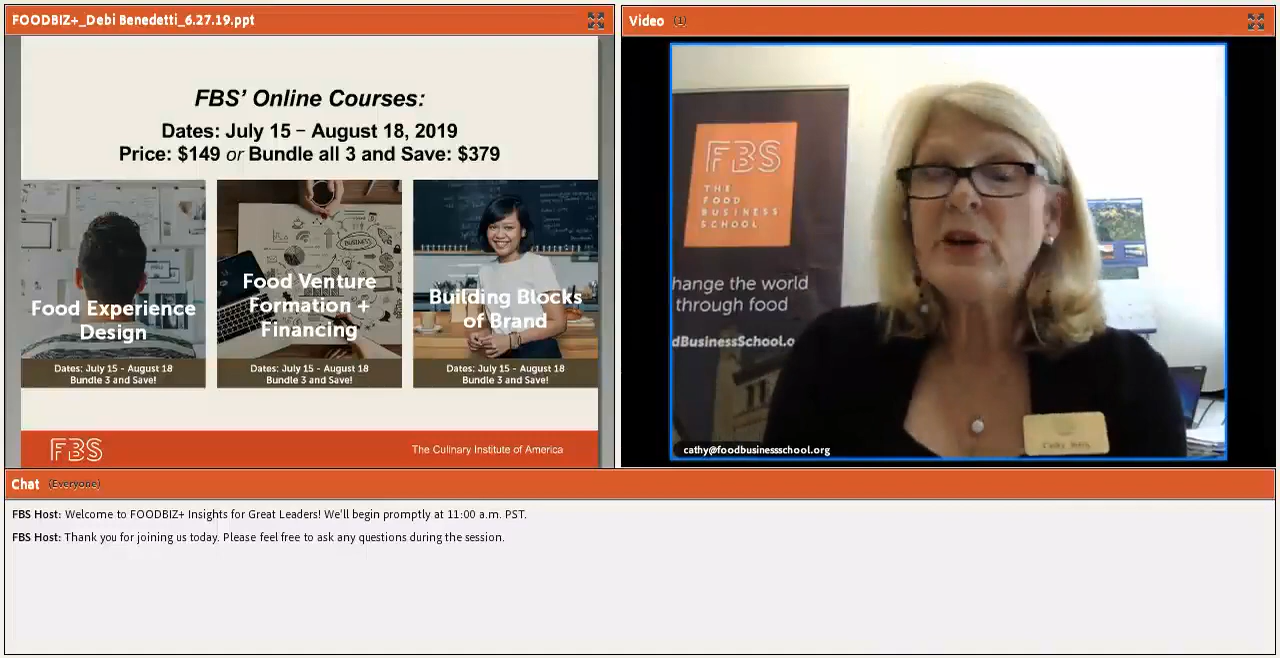 FOODBIZ+_Debi Benedetti_6.27.19.ppt
FBS' Online Courses:
Dates: July 15 – August 18, 2019
Price: $149 or Bundle all 3 and Save: $379
BUSINESS
Food Experience
Design
Dates: July 15 - August 18
Bundle 3 and Save!
Food Venture
Formation +
Financing
Dates: July 15 - August 18
Bundle 3 and Save!
Building Blocks
of Brand
Dates: July 15 - August 18
Bundle 3 and Save!
FBS
The Culinary Institute of America
Video (1)
FBS
THE
FOOD
BUSINESS
SCHOOL
hange the world
through food
dBusinessSchool.o
cathy@foodbusinessschool.org
Chat (Everyone)
FBS Host: Welcome to FOODBIZ+ Insights for Great Leaders! We'll begin promptly at 11:00 a.m. PST.
FBS Host: Thank you for joining us today. Please feel free to ask any questions during the session.